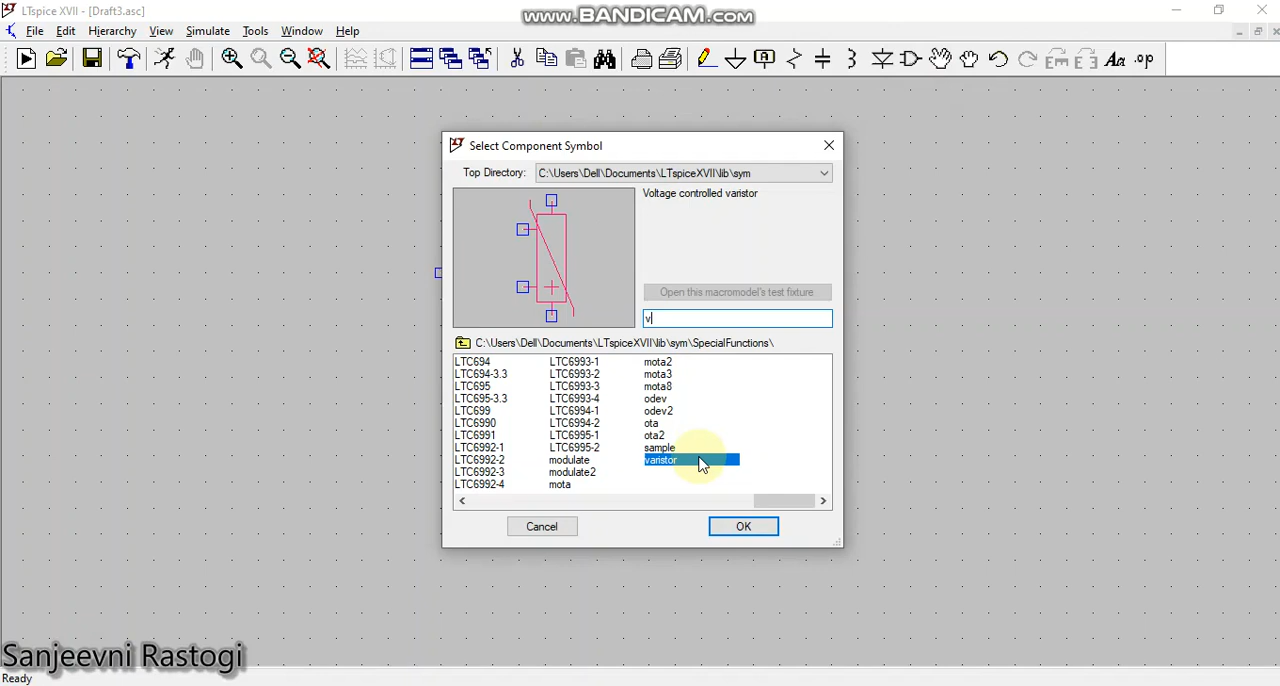 LTspice XVII - [Draft3.asc]
www.BANDICAM.com
File Edit Hierarchy View Simulate Tools Window Help
Aa .op
Select Component Symbol
Top Directory: C:\Users\Dell\Documents\LTspiceXVII\lib\sym
Voltage controlled varistor
Open this macromodel's test fixture
v
C:\Users\Dell\Documents\LTspiceXVII\lib\sym\SpecialFunctions\
LTC694 LTC6993-1 mota2
LTC694-3.3 LTC6993-2 mota3
LTC695 LTC6993-3 mota8
LTC695-3.3 LTC6993-4 odev
LTC699 LTC6994-1 odev2
LTC6990 LTC6994-2 ota
LTC6991 LTC6995-1 ota2
LTC6992-1 LTC6995-2 sample
LTC6992-2 modulate varistor
LTC6992-3 modulate2
LTC6992-4 mota
Cancel OK
Sanjeevni Rastogi
Ready